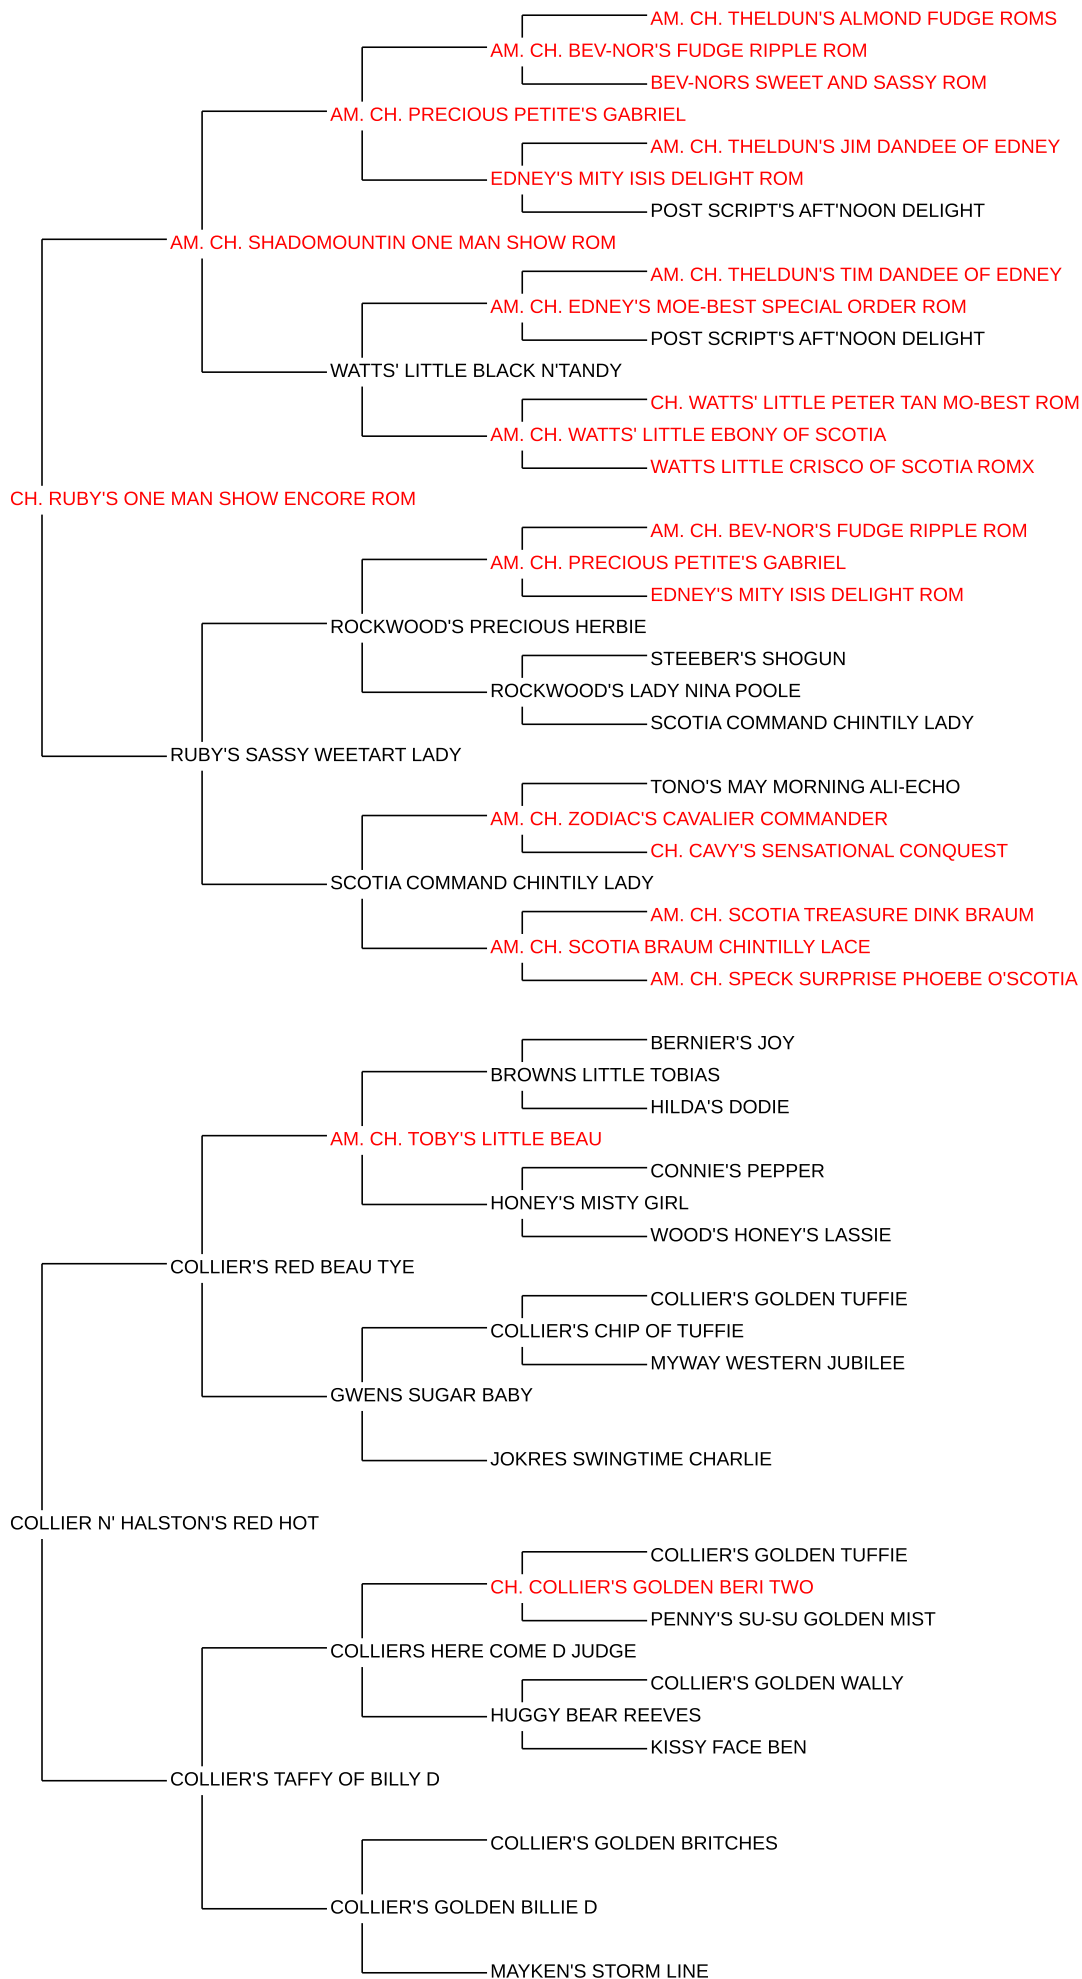 AM. CH. THELDUN'S ALMOND FUDGE ROMS
AM. CH. BEV-NOR'S FUDGE RIPPLE ROM
BEV-NORS SWEET AND SASSY ROM
AM. CH. PRECIOUS PETITE'S GABRIEL
AM. CH. THELDUN'S JIM DANDEE OF EDNEY
EDNEY'S MITY ISIS DELIGHT ROM
POST SCRIPT'S AFT'NOON DELIGHT
AM. CH. SHADOMOUNTIN ONE MAN SHOW ROM
AM. CH. THELDUN'S TIM DANDEE OF EDNEY
AM. CH. EDNEY'S MOE-BEST SPECIAL ORDER ROM
POST SCRIPT'S AFT'NOON DELIGHT
WATTS' LITTLE BLACK N'TANDY
CH. WATTS' LITTLE PETER TAN MO-BEST ROM
AM. CH. WATTS' LITTLE EBONY OF SCOTIA
WATTS LITTLE CRISCO OF SCOTIA ROMX
CH. RUBY'S ONE MAN SHOW ENCORE ROM
AM. CH. BEV-NOR'S FUDGE RIPPLE ROM
AM. CH. PRECIOUS PETITE'S GABRIEL
EDNEY'S MITY ISIS DELIGHT ROM
ROCKWOOD'S PRECIOUS HERBIE
STEEBER'S SHOGUN
ROCKWOOD'S LADY NINA POOLE
SCOTIA COMMAND CHINTILY LADY
RUBY'S SASSY WEETART LADY
TONO'S MAY MORNING ALI-ECHO
AM. CH. ZODIAC'S CAVALIER COMMANDER
CH. CAVY'S SENSATIONAL CONQUEST
SCOTIA COMMAND CHINTILY LADY
AM. CH. SCOTIA TREASURE DINK BRAUM
AM. CH. SCOTIA BRAUM CHINTILLY LACE
AM. CH. SPECK SURPRISE PHOEBE O'SCOTIA
BERNIER'S JOY
BROWNS LITTLE TOBIAS
HILDA'S DODIE
AM. CH. TOBY'S LITTLE BEAU
CONNIE'S PEPPER
HONEY'S MISTY GIRL
WOOD'S HONEY'S LASSIE
COLLIER'S RED BEAU TYE
COLLIER'S GOLDEN TUFFIE
COLLIER'S CHIP OF TUFFIE
MYWAY WESTERN JUBILEE
GWENS SUGAR BABY
JOKRES SWINGTIME CHARLIE
COLLIER N' HALSTON'S RED HOT
COLLIER'S GOLDEN TUFFIE
CH. COLLIER'S GOLDEN BERI TWO
PENNY'S SU-SU GOLDEN MIST
COLLIERS HERE COME D JUDGE
COLLIER'S GOLDEN WALLY
HUGGY BEAR REEVES
KISSY FACE BEN
COLLIER'S TAFFY OF BILLY D
COLLIER'S GOLDEN BRITCHES
COLLIER'S GOLDEN BILLIE D
MAYKEN'S STORM LINE